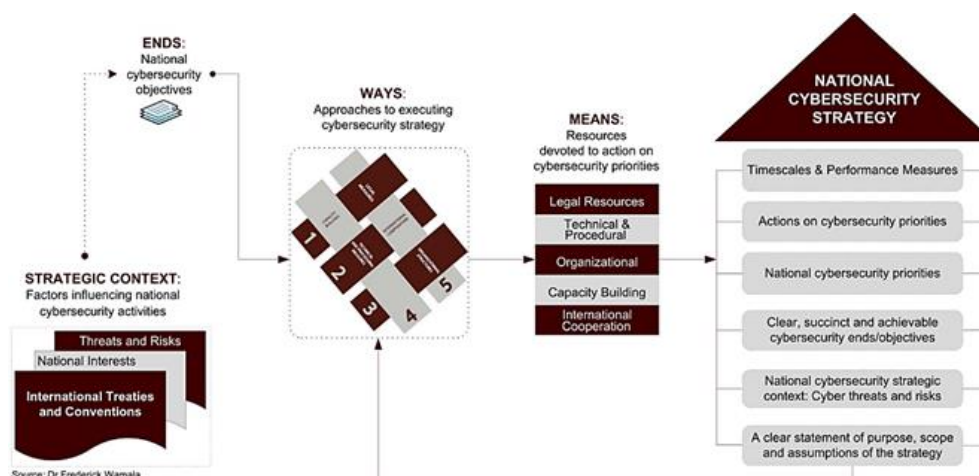 ENDS:
National
cybersecurity
objectives
WAYS:
Approaches to executing
cybersecurity strategy
1
2
3
4
5
MEANS:
Resources
devoted to action on
cybersecurity priorities
Legal Resources
Technical &
Procedural
Organizational
Capacity Building
International
Cooperation
STRATEGIC CONTEXT:
Factors influencing national
cybersecurity activities
Threats and Risks
National Interests
International Treaties
and Conventions
Source: Dr Frederick Wamala
NATIONAL
CYBERSECURITY
STRATEGY
Timescales & Performance Measures
Actions on cybersecurity priorities
National cybersecurity priorities
Clear, succinct and achievable
cybersecurity ends/objectives
National cybersecurity strategic
context: Cyber threats and risks
A clear statement of purpose, scope
and assumptions of the strategy